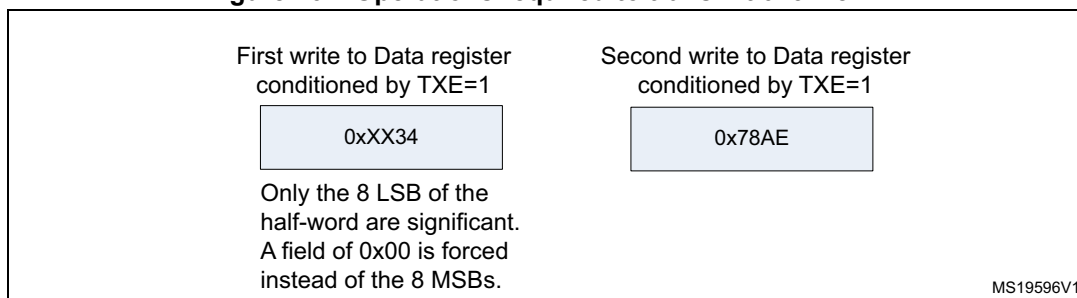 First write to Data register
conditioned by TXE=1
0xXX34
Only the 8 LSB of the
half-word are significant.
A field of 0x00 is forced
instead of the 8 MSBs.
Second write to Data register
conditioned by TXE=1
0x78AE
MS19596V1